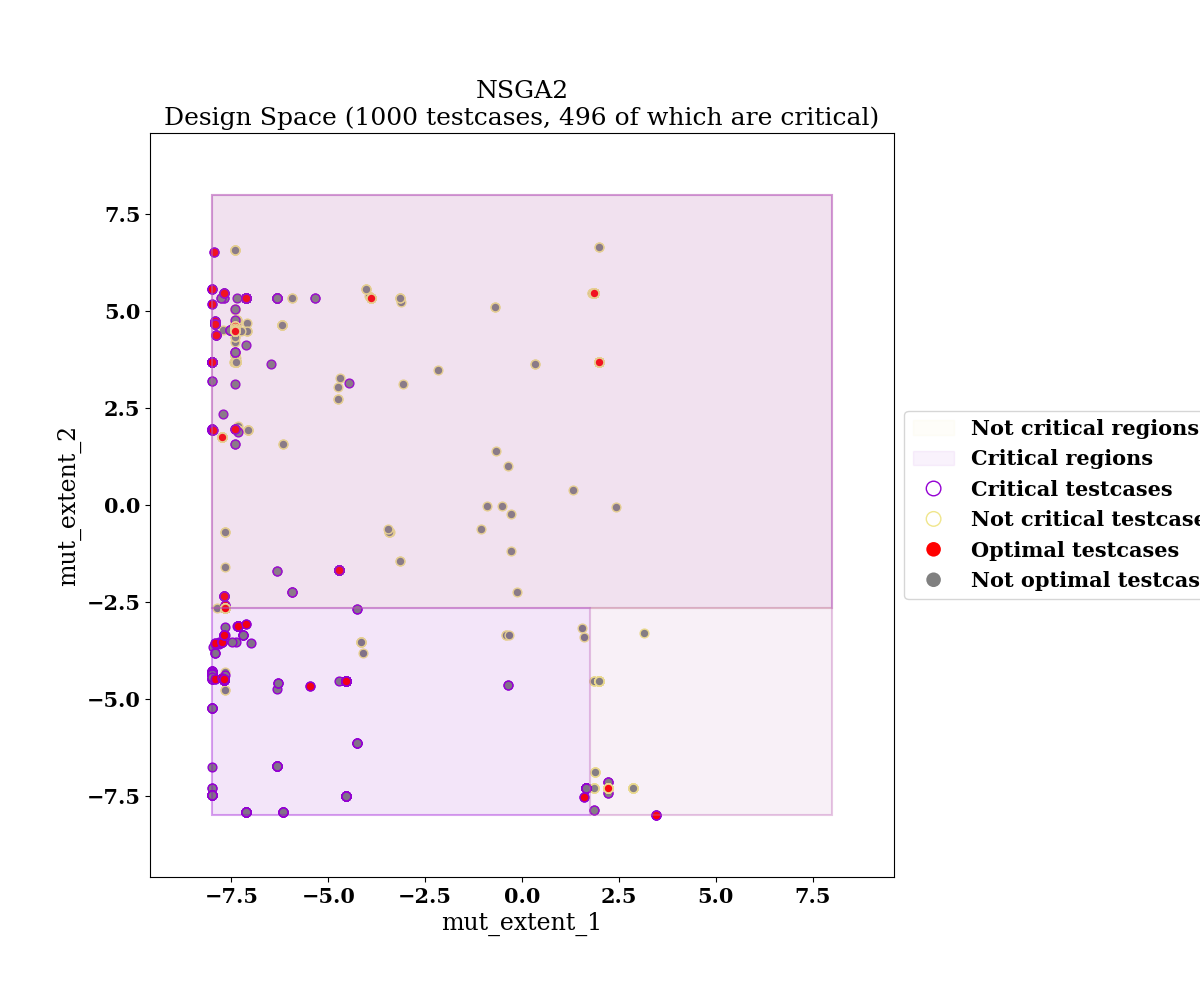 NSGA2
Design Space (1000 testcases, 496 of which are critical)
mut_extent_2
7.5
5.0
2.5
0.0
−2.5
−5.0
−7.5
−7.5 −5.0 −2.5 0.0 2.5 5.0 7.5
mut_extent_1
Not critical regions
Critical regions
Critical testcases
Not critical testcase
Optimal testcases
Not optimal testcas